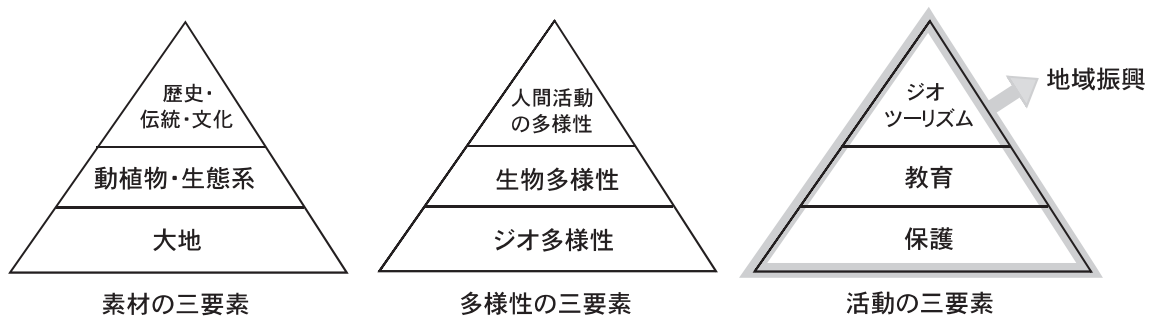 歴史・
伝統・文化
動植物・生態系
大地
素材の三要素
人間活動
の多様性
生物多様性
ジオ多様性
多様性の三要素
ジオ
ツーリズム
教育
保護
活動の三要素
地域振興